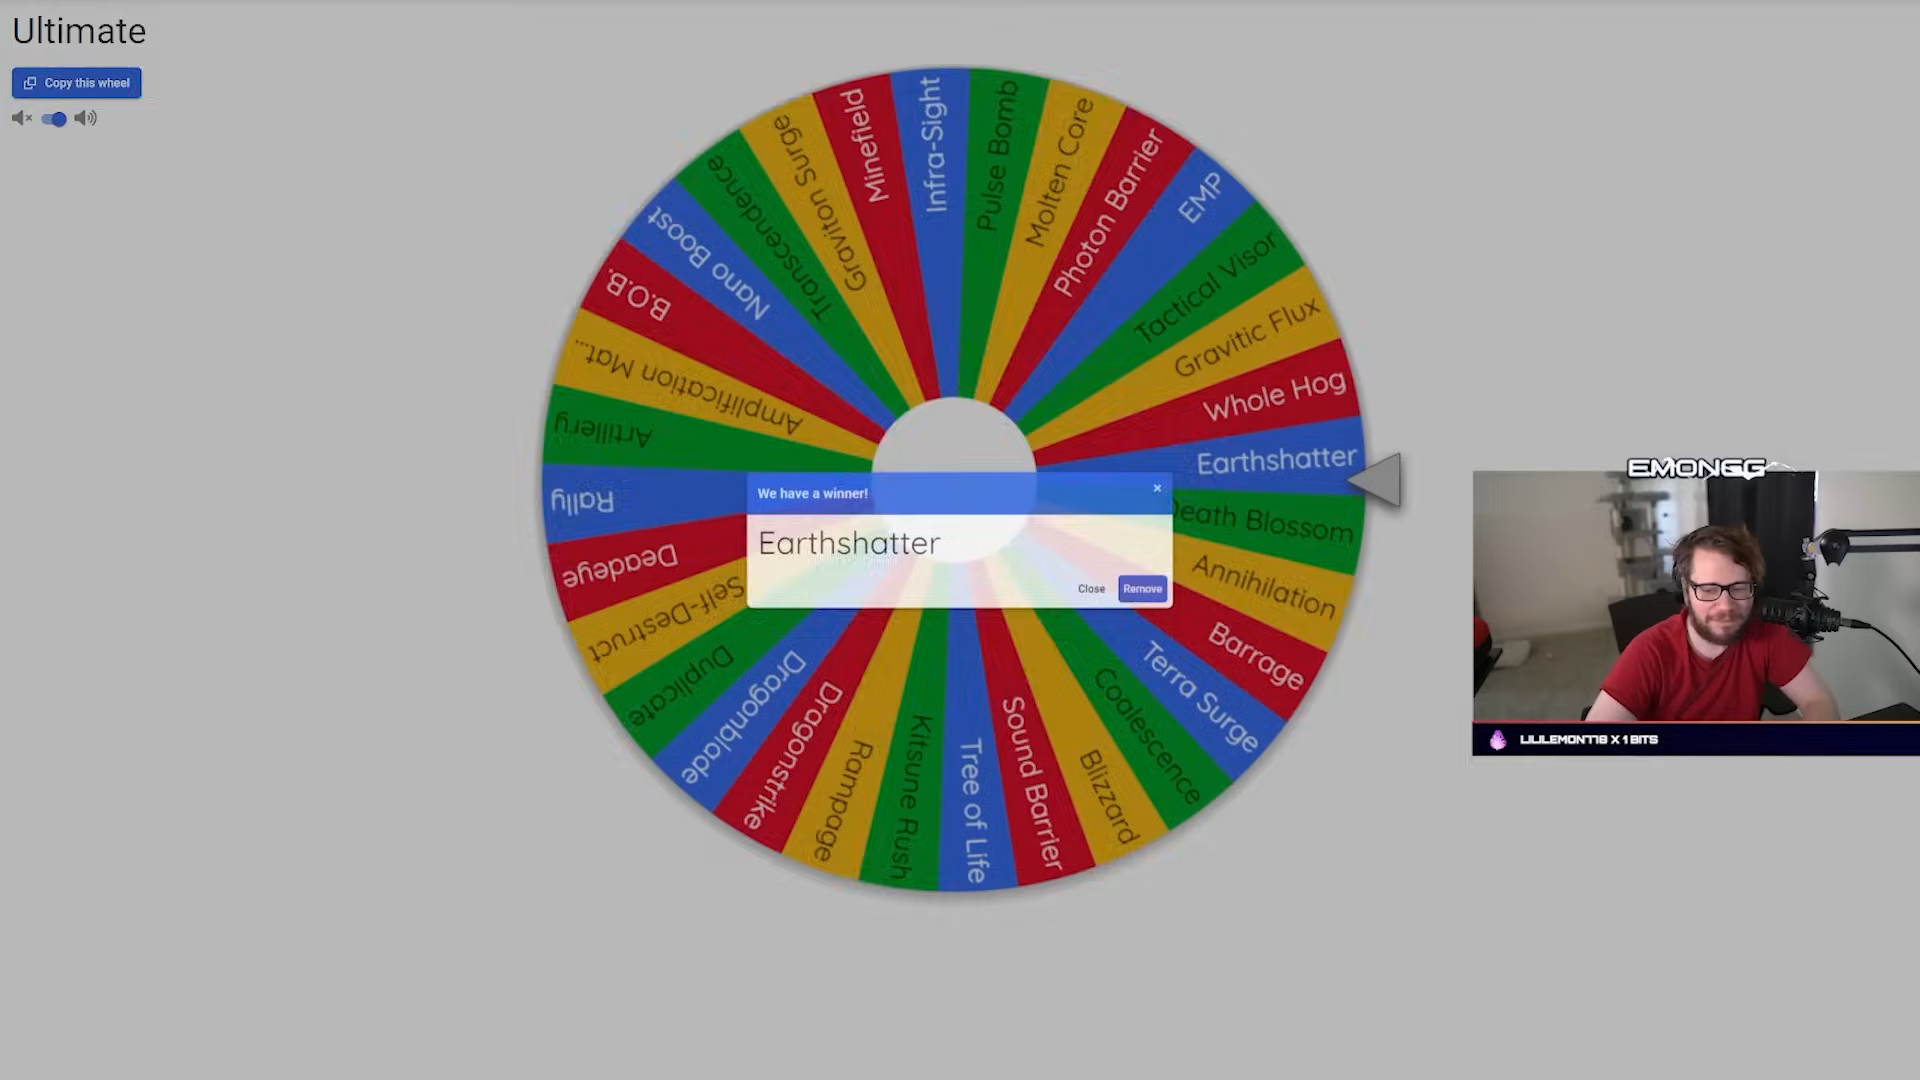 Ultimate
Copy this wheel
Infra-Sight
Pulse Bomb
Molten Core
Photon Barrier
EMP
Tactical Visor
Gravitic Flux
Whole Hog
Earthshatter
Death Blossom
Annihilation
Barrage
Terra Surge
Coalescence
Blizzard
Sound Barrier
Tree of Life
Kitsune Rush
Rampage
Dragonstrike
Dragonblade
Duplicate
Self-Destruct
Deadeye
Rally
Artillery
Amplification Mat...
B.O.B.
Nano Boost
Transcendence
Graviton Surge
Minefield
We have a winner!
Earthshatter
Close
Remove
EMONGG
LILILEMON7718 X 1 BITS